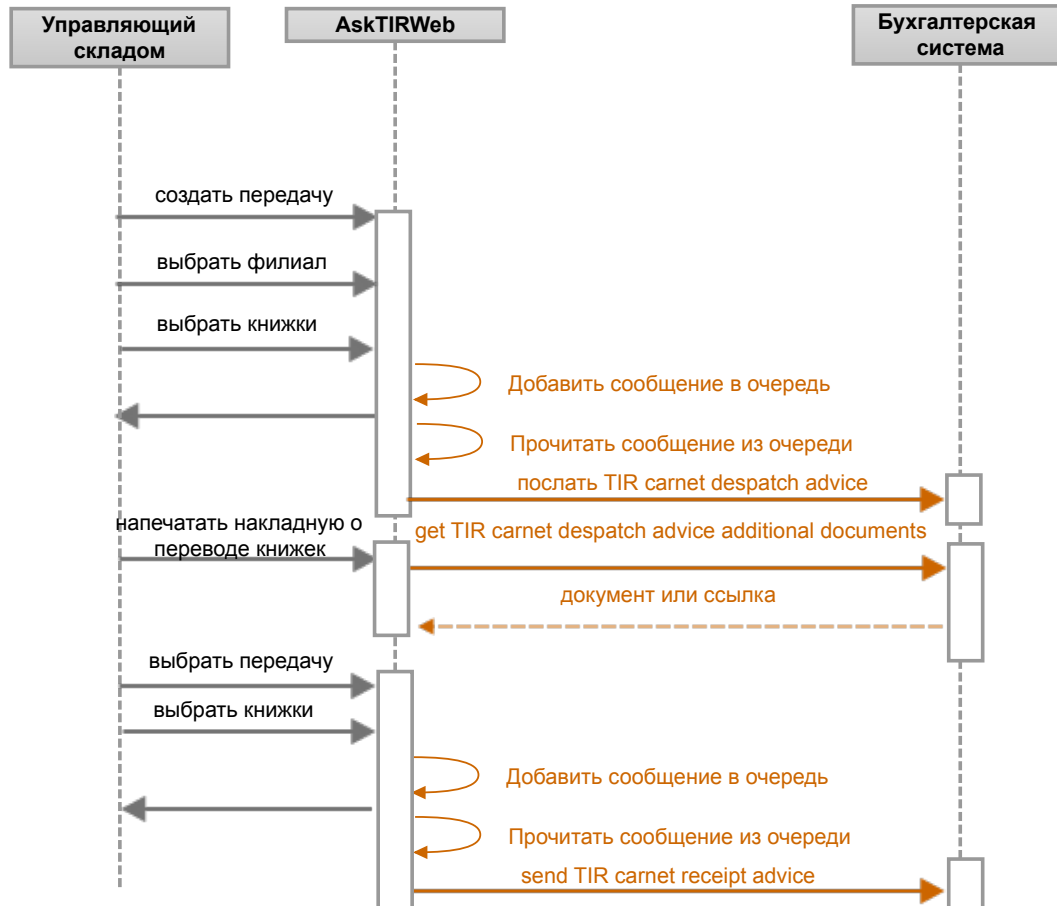 Управляющий
складом
AskTIRWeb
Бухгалтерская
система
создать передачу
выбрать филиал
выбрать книжки
Добавить сообщение в очередь
Прочитать сообщение из очереди
послать TIR carnet despatch advice
напечатать накладную о
переводе книжек
get TIR carnet despatch advice additional documents
документ или ссылка
выбрать передачу
выбрать книжки
Добавить сообщение в очередь
Прочитать сообщение из очереди
send TIR carnet receipt advice